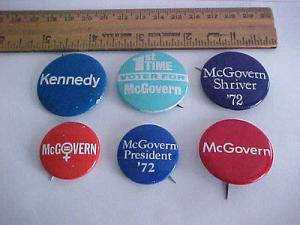 Kennedy
1st
TIME
VOTER FOR
McGovern
McGovern
Shriver
'72
McGOVERN
McGovern
President
'72
McGovern